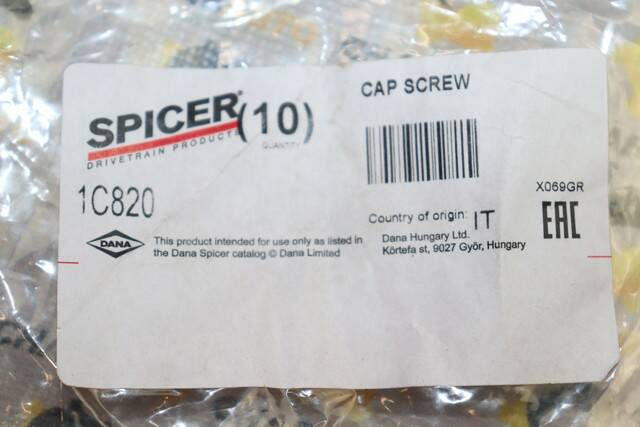 SPICER®
DRIVETRAIN PRODUCTS
(10)
QUANTITY
1C820
DANA
This product intended for use only as listed in
the Dana Spicer catalog © Dana Limited
CAP SCREW
X069GR
Country of origin: IT
Dana Hungary Ltd.
Körtefa st, 9027 Győr, Hungary
EAC